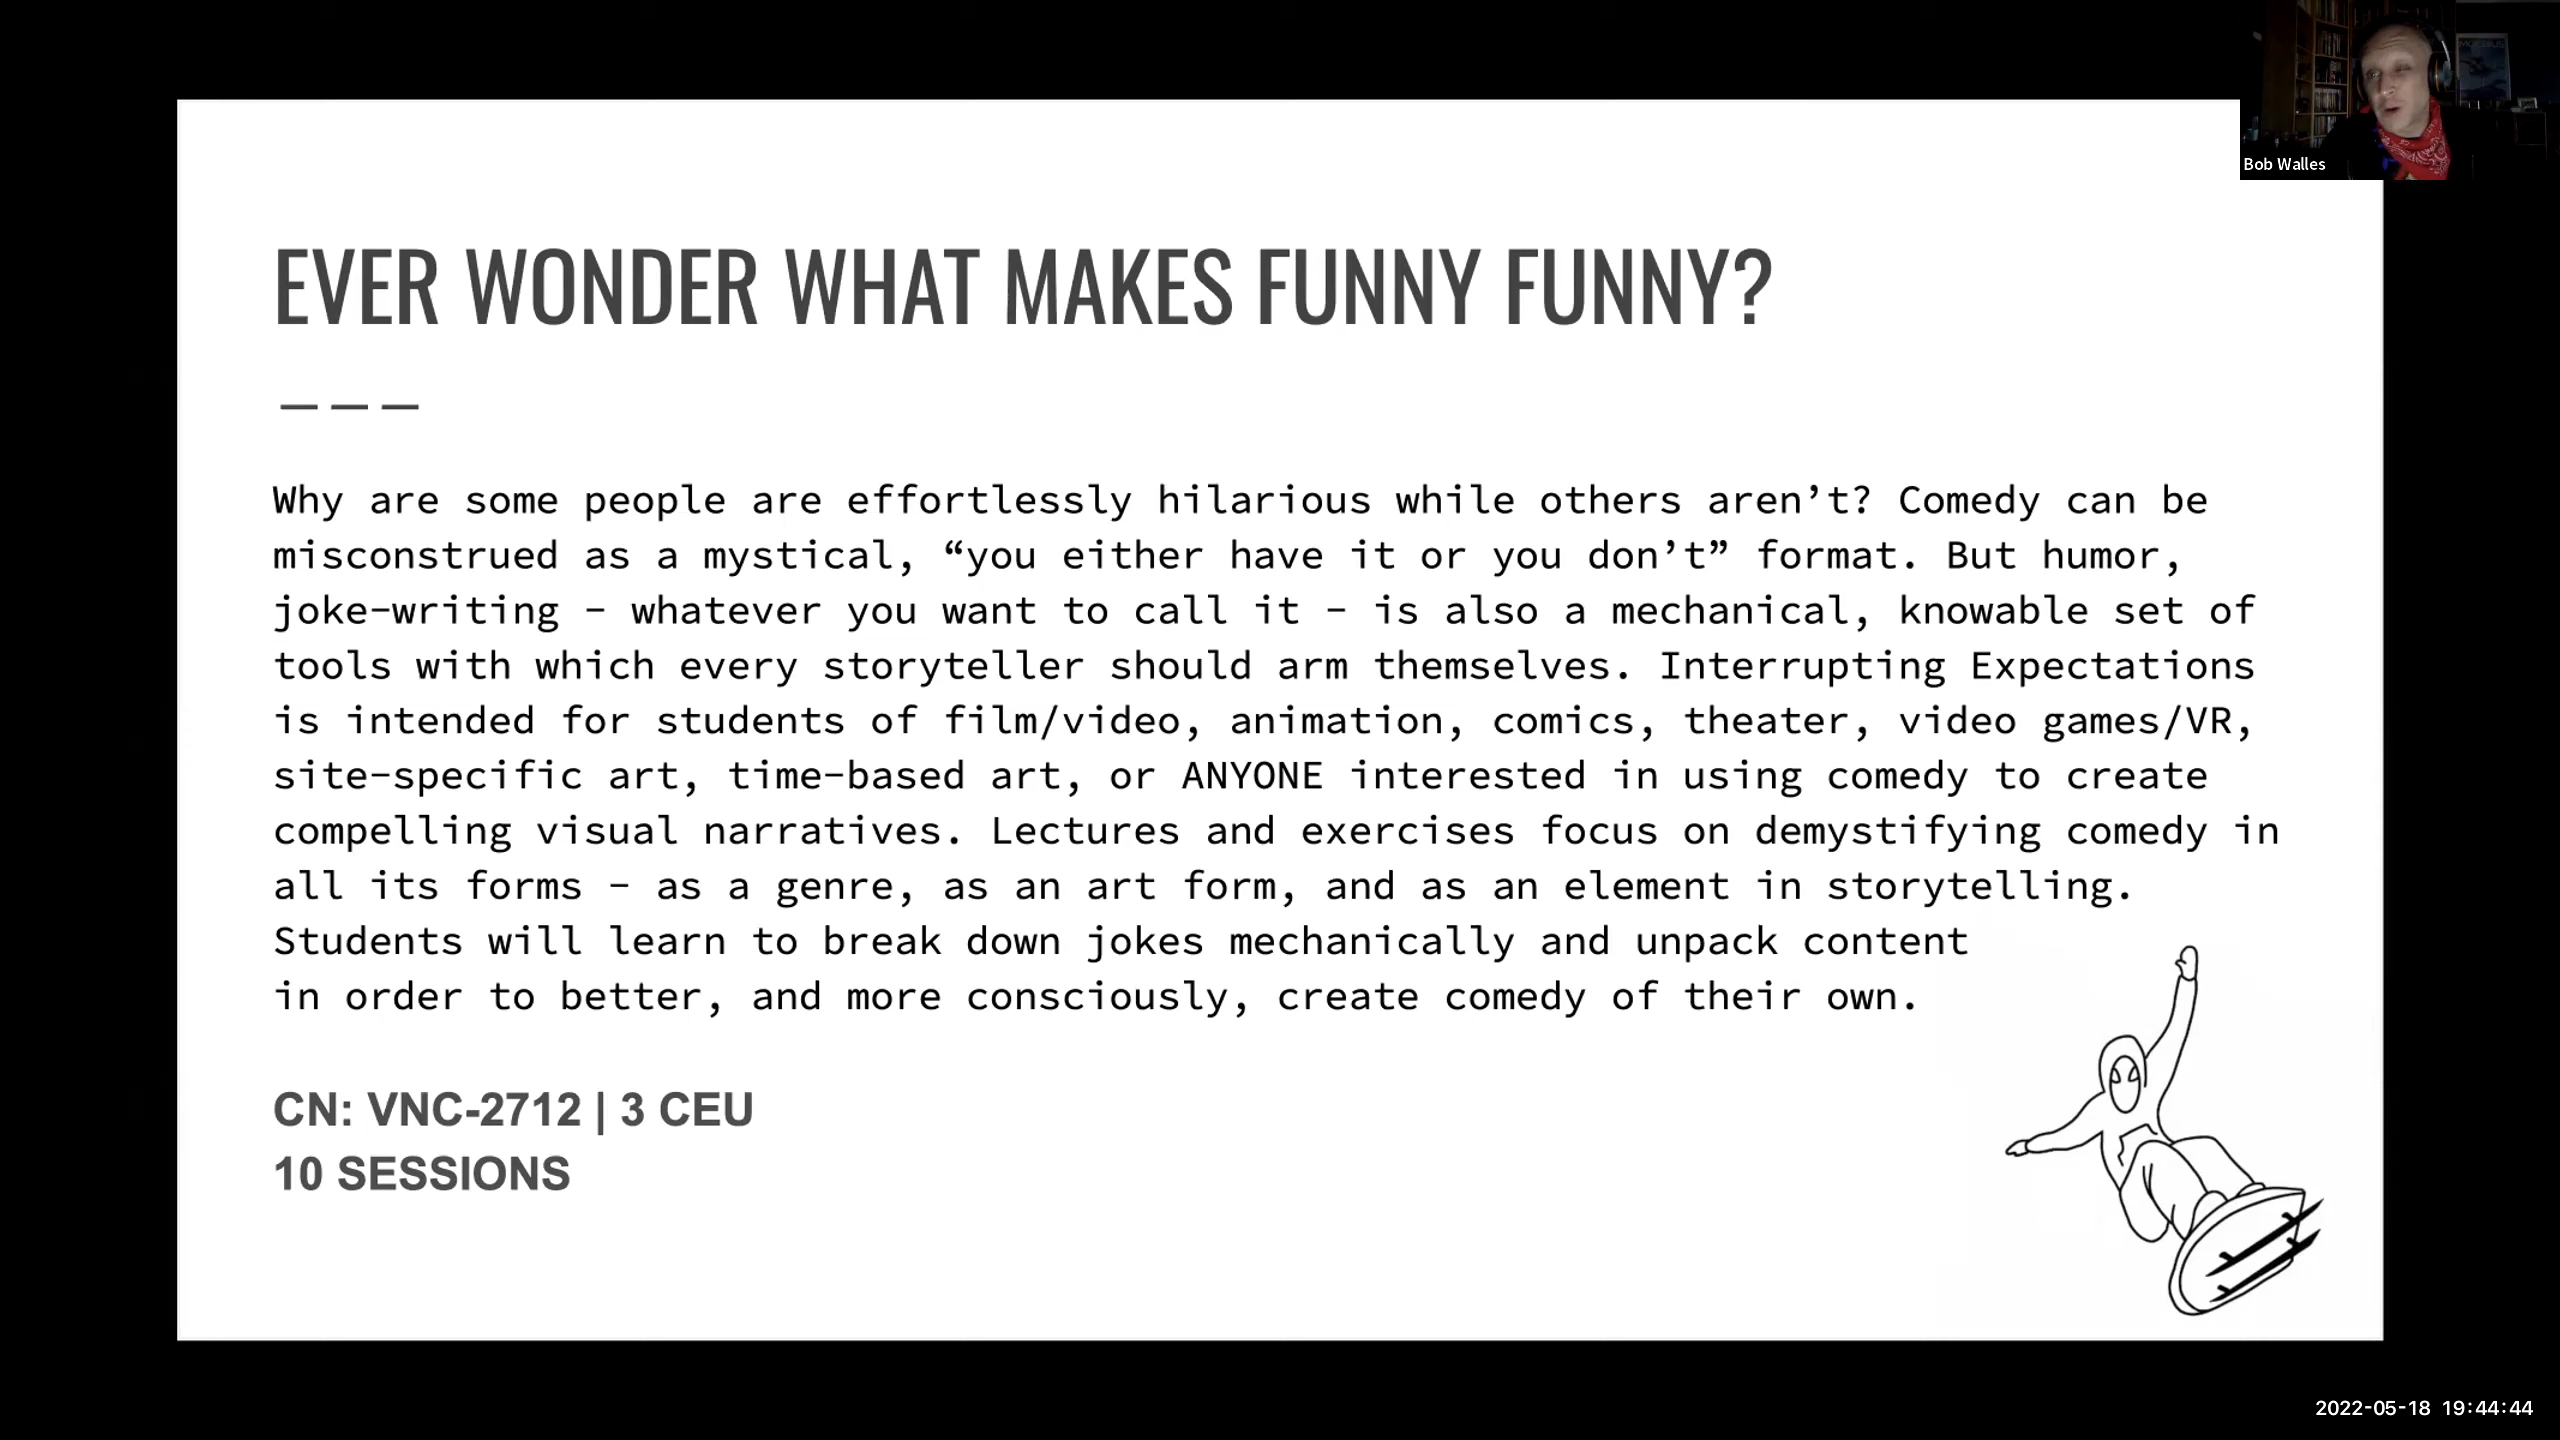 Bob Walles
EVER WONDER WHAT MAKES FUNNY FUNNY?
Why are some people are effortlessly hilarious while others aren’t? Comedy can be
misconstrued as a mystical, “you either have it or you don’t” format. But humor,
joke-writing - whatever you want to call it - is also a mechanical, knowable set of
tools with which every storyteller should arm themselves. Interrupting Expectations
is intended for students of film/video, animation, comics, theater, video games/VR,
site-specific art, time-based art, or ANYONE interested in using comedy to create
compelling visual narratives. Lectures and exercises focus on demystifying comedy in
all its forms - as a genre, as an art form, and as an element in storytelling.
Students will learn to break down jokes mechanically and unpack content
in order to better, and more consciously, create comedy of their own.
CN: VNC-2712 | 3 CEU
10 SESSIONS
2022-05-18 19:44:44